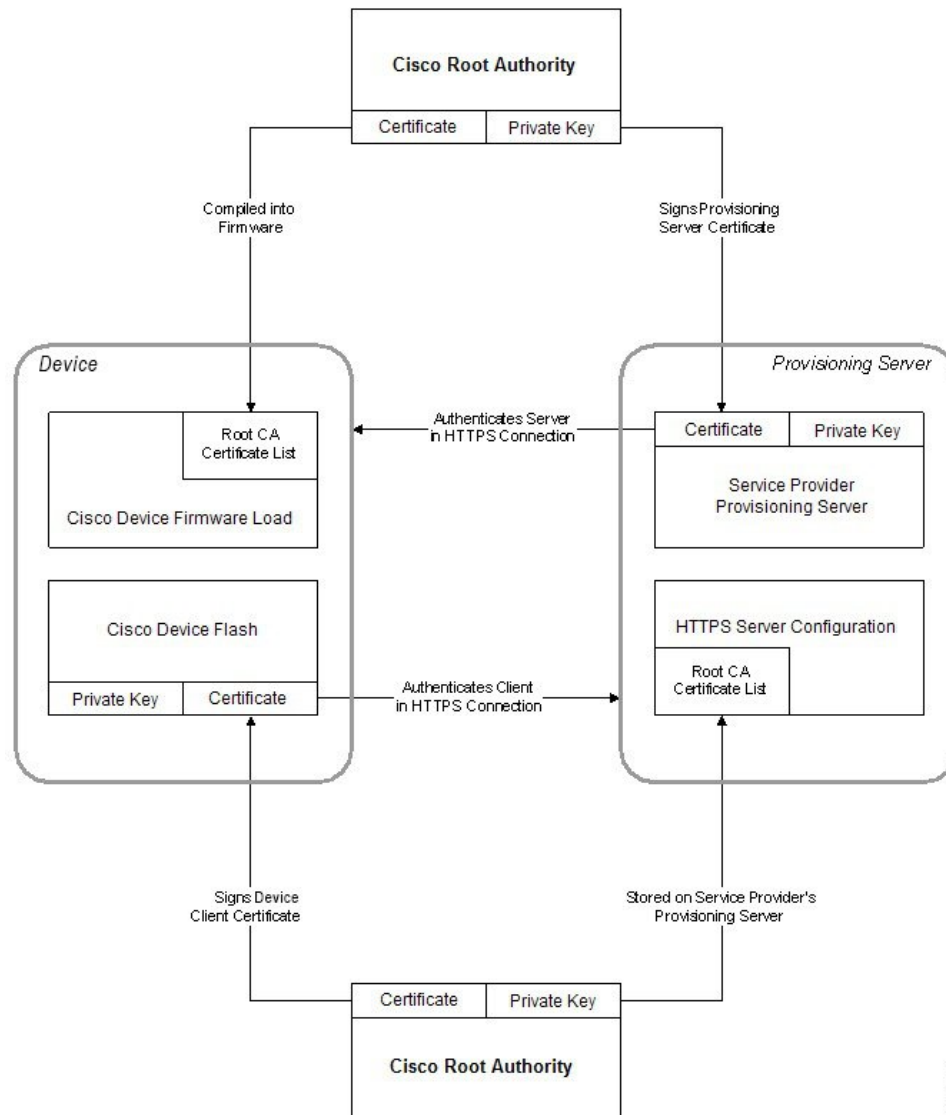 Cisco Root Authority
Certificate
Private Key
Compiled into
Firmware
Signs Provisioning
Server Certificate
Device
Provisioning Server
Root CA
Certificate List
Cisco Device Firmware Load
Authenticates Server
in HTTPS Connection
Certificate
Private Key
Service Provider
Provisioning Server
Cisco Device Flash
Private Key
Certificate
Authenticates Client
in HTTPS Connection
HTTPS Server Configuration
Root CA
Certificate List
Signs Device
Client Certificate
Stored on Service Provider's
Provisioning Server
Certificate
Private Key
Cisco Root Authority